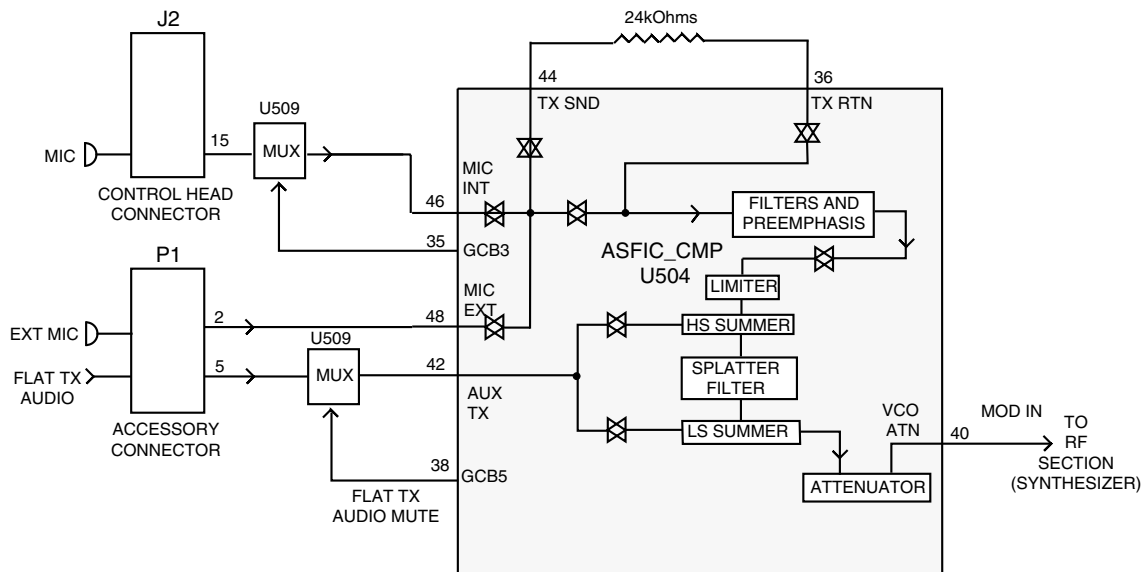 24kOhms
J2
44
36
TX SND
TX RTN
U509
15
MUX
MIC
MIC
INT
46
CONTROL HEAD
CONNECTOR
FILTERS AND
PREEMPHASIS
35
GCB3
ASFIC_CMP
U504
P1
LIMITER
MIC
EXT
2
48
EXT MIC
HS SUMMER
U509
5
MUX
42
FLAT TX
AUDIO
AUX
TX
SPLATTER
FILTER
ACCESSORY
CONNECTOR
LS SUMMER
VCO
ATN
40
MOD IN
TO
RF
SECTION
(SYNTHESIZER)
38
GCB5
FLAT TX
AUDIO MUTE
ATTENUATOR